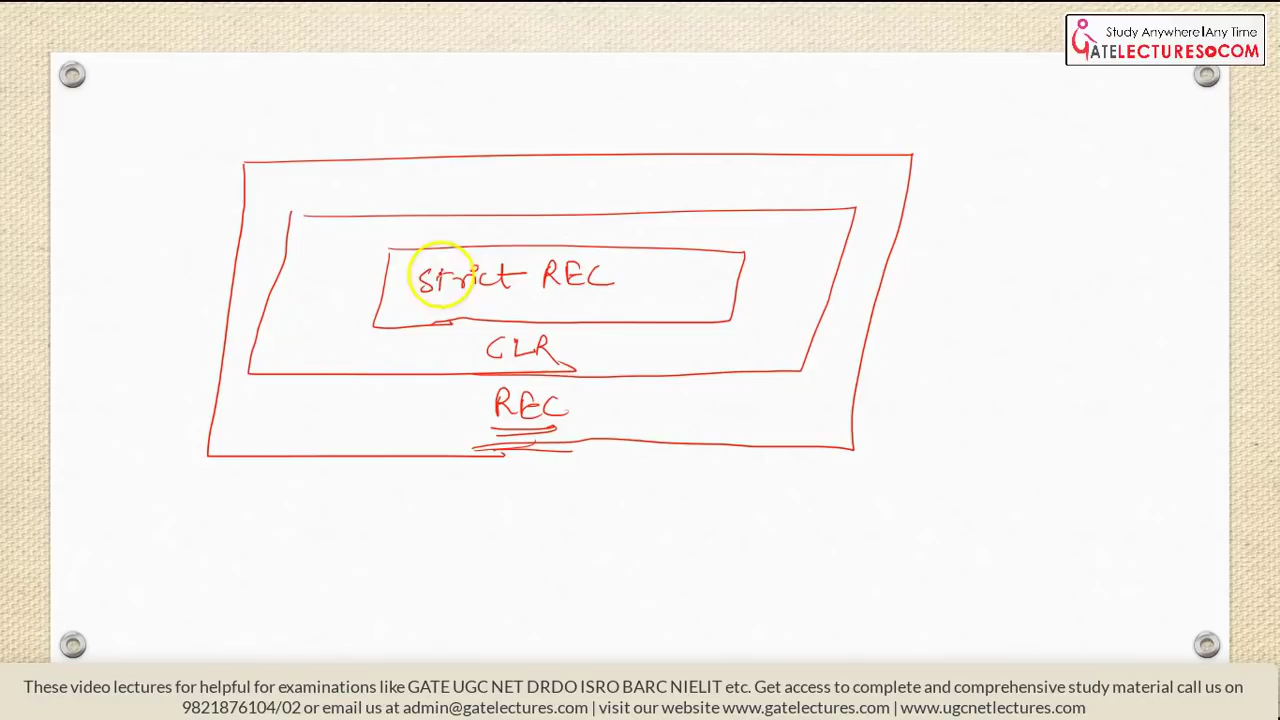 Study Anywhere Any Time
GATELECTURES.COM
Strict REC
CLR
REC
These video lectures for helpful for examinations like GATE UGC NET DRDO ISRO BARC NIELIT etc. Get access to complete and comprehensive study material call us on
9821876104/02 or email us at admin@gatelectures.com | visit our website www.gatelectures.com | www.ugcnetlectures.com